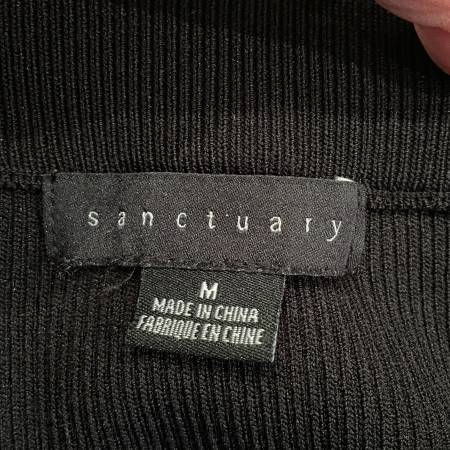 sanctuary
M
MADE IN CHINA
FABRIQUE EN CHINE